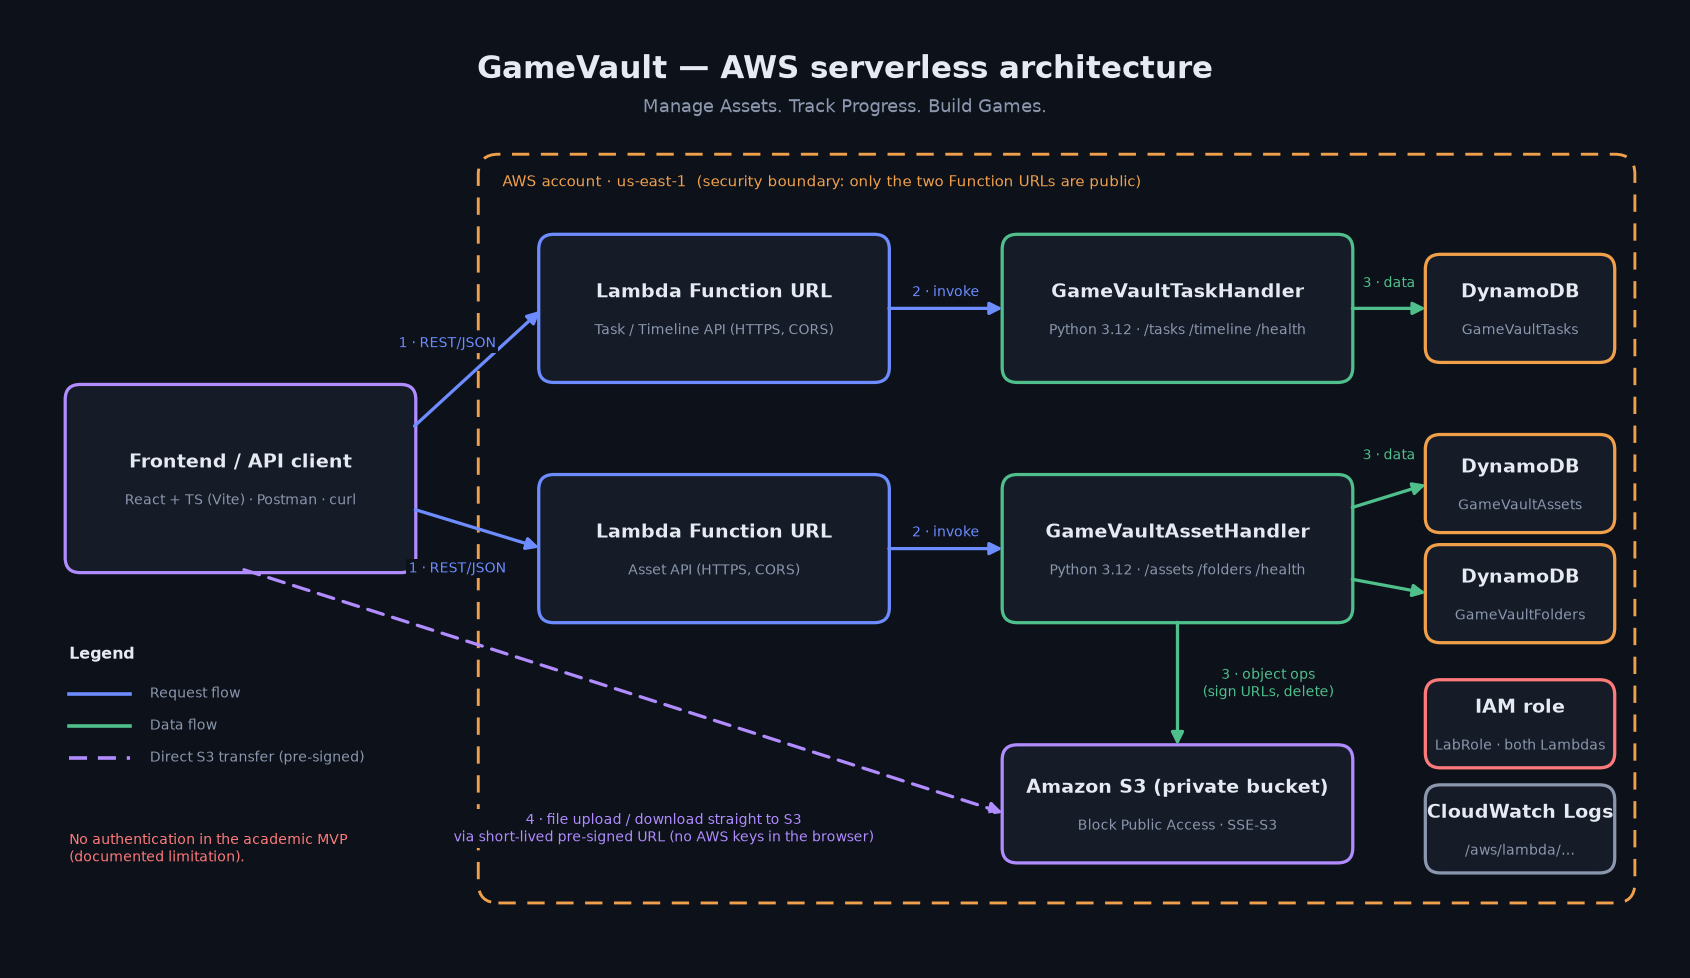 GameVault — AWS serverless architecture
Manage Assets. Track Progress. Build Games.
AWS account · us-east-1  (security boundary: only the two Function URLs are public)
Lambda Function URL
Task / Timeline API (HTTPS, CORS)
2 · invoke
GameVaultTaskHandler
Python 3.12 · /tasks /timeline /health
3 · data
DynamoDB
GameVaultTasks
1 · REST/JSON
Frontend / API client
React + TS (Vite) · Postman · curl
1 · REST/JSON
Lambda Function URL
Asset API (HTTPS, CORS)
2 · invoke
GameVaultAssetHandler
Python 3.12 · /assets /folders /health
3 · data
DynamoDB
GameVaultAssets
DynamoDB
GameVaultFolders
3 · object ops
(sign URLs, delete)
IAM role
LabRole · both Lambdas
Amazon S3 (private bucket)
Block Public Access · SSE-S3
CloudWatch Logs
/aws/lambda/...
4 · file upload / download straight to S3
via short-lived pre-signed URL (no AWS keys in the browser)
Legend
Request flow
Data flow
Direct S3 transfer (pre-signed)
No authentication in the academic MVP
(documented limitation).